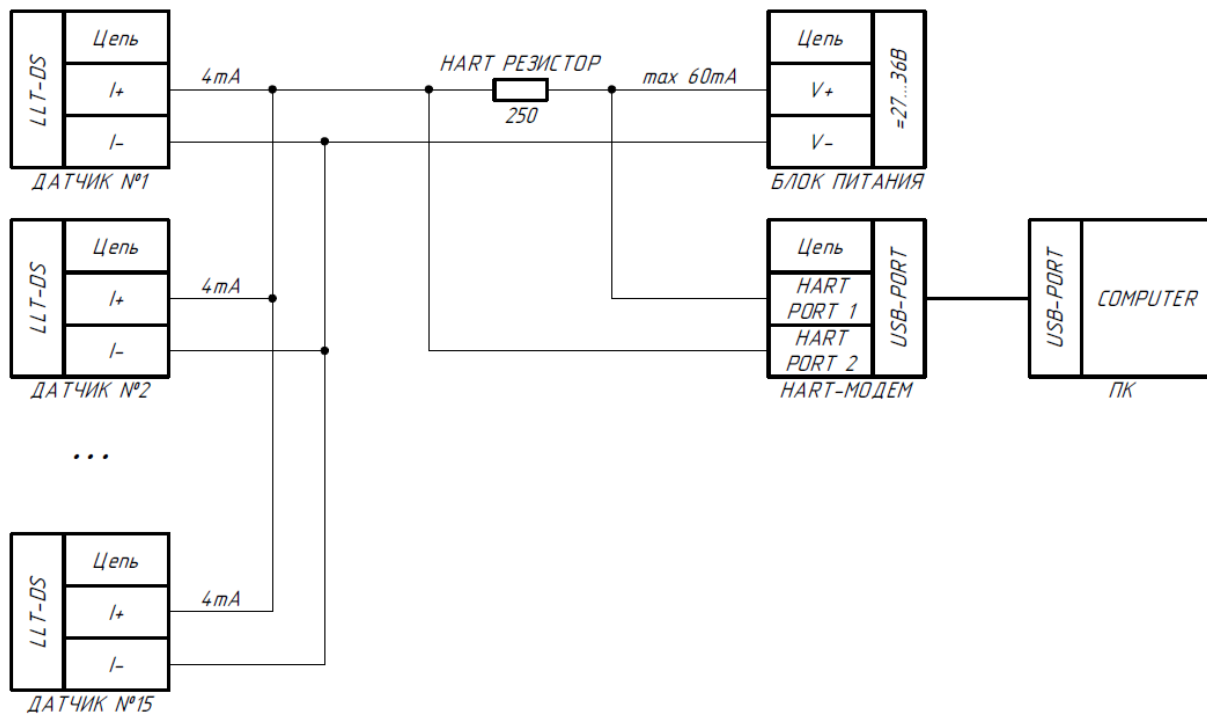 LLT-DS
Цепь
I+
I-
ДАТЧИК №1
4mA
HART РЕЗИСТОР
250
max 60mA
Цепь
V+
V-
=27...36В
БЛОК ПИТАНИЯ
LLT-DS
Цепь
I+
I-
ДАТЧИК №2
4mA
Цепь
HART
PORT 1
HART
PORT 2
USB-PORT
HART-МОДЕМ
USB-PORT
COMPUTER
ПК
...
LLT-DS
Цепь
I+
I-
ДАТЧИК №15
4mA